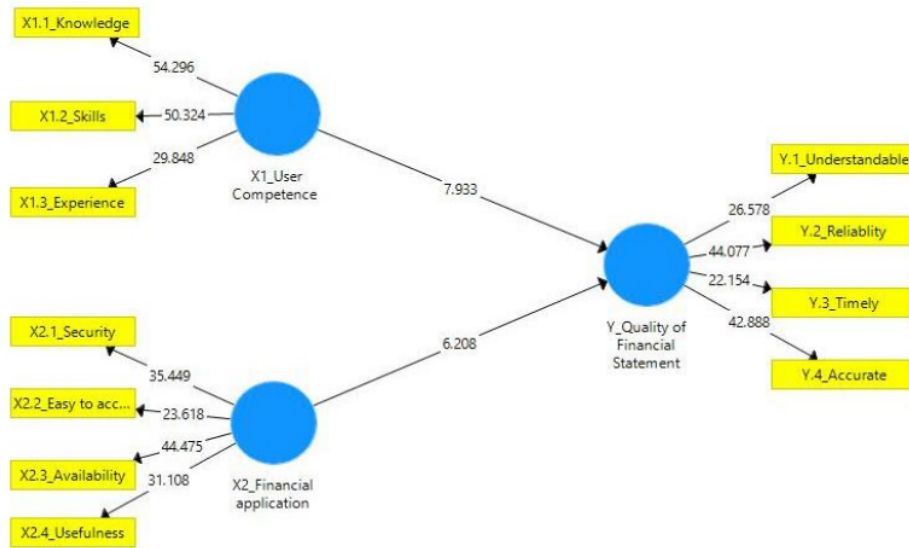 X1.1_Knowledge
54.296
X1.2_Skills
50.324
29.848
X1.3_Experience
X1_User
Competence
7.933
Y.1_Understandable
26.578
Y.2_Reliablity
44.077
22.154
Y.3_Timely
42.888
Y.4_Accurate
Y_Quality of
Financial
Statement
6.208
X2.1_Security
35.449
X2.2_Easy to acc...
23.618
44.475
X2.3_Availability
31.108
X2.4_Usefulness
X2_Financial
application